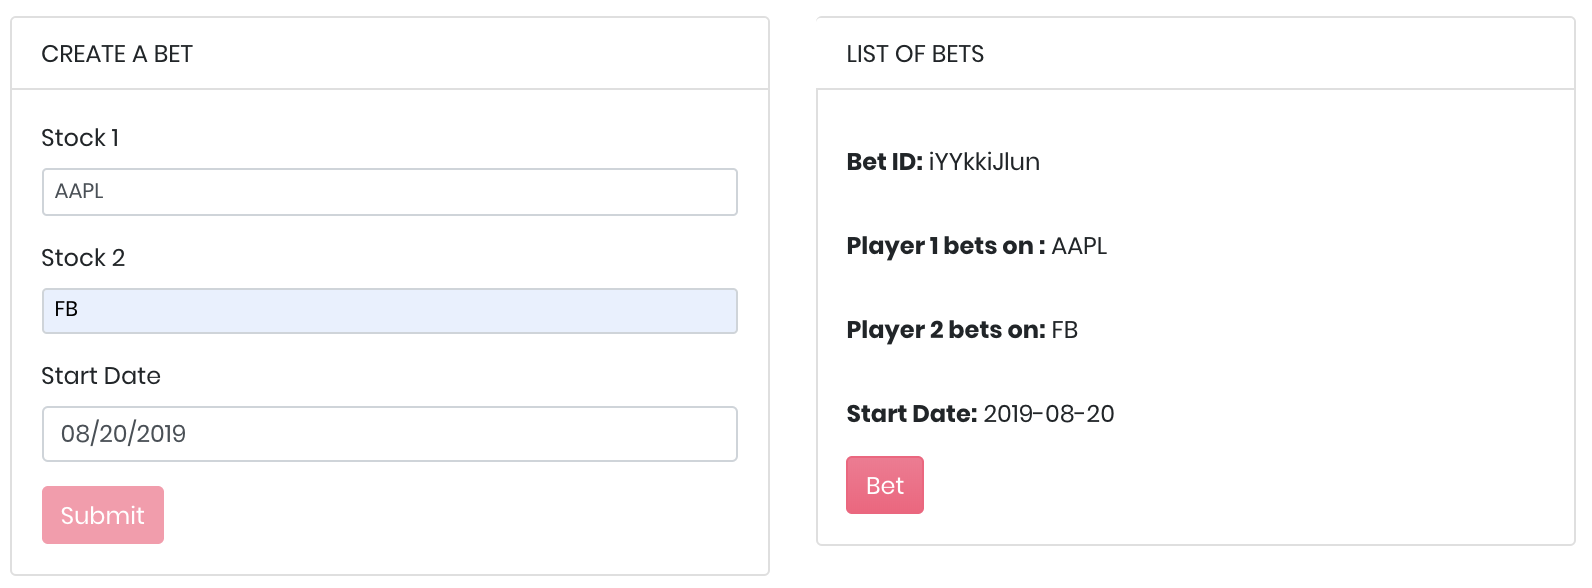 CREATE A BET
Stock 1
AAPL
Stock 2
FB
Start Date
08/20/2019
Submit
LIST OF BETS
Bet ID: iYYkkiJlun
Player 1 bets on : AAPL
Player 2 bets on: FB
Start Date: 2019-08-20
Bet